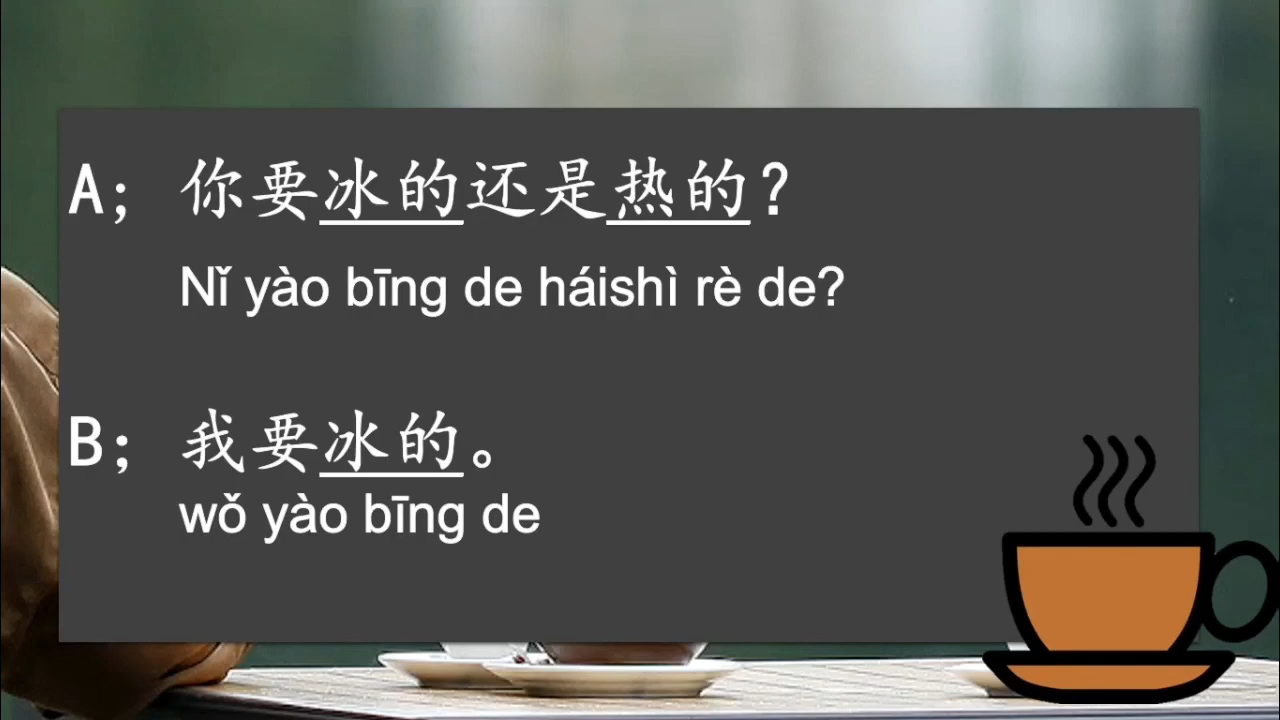 A; 你要冰的还是热的?
Nǐ yào bīng de háishì rè de?
B; 我要冰的。
wǒ yào bīng de